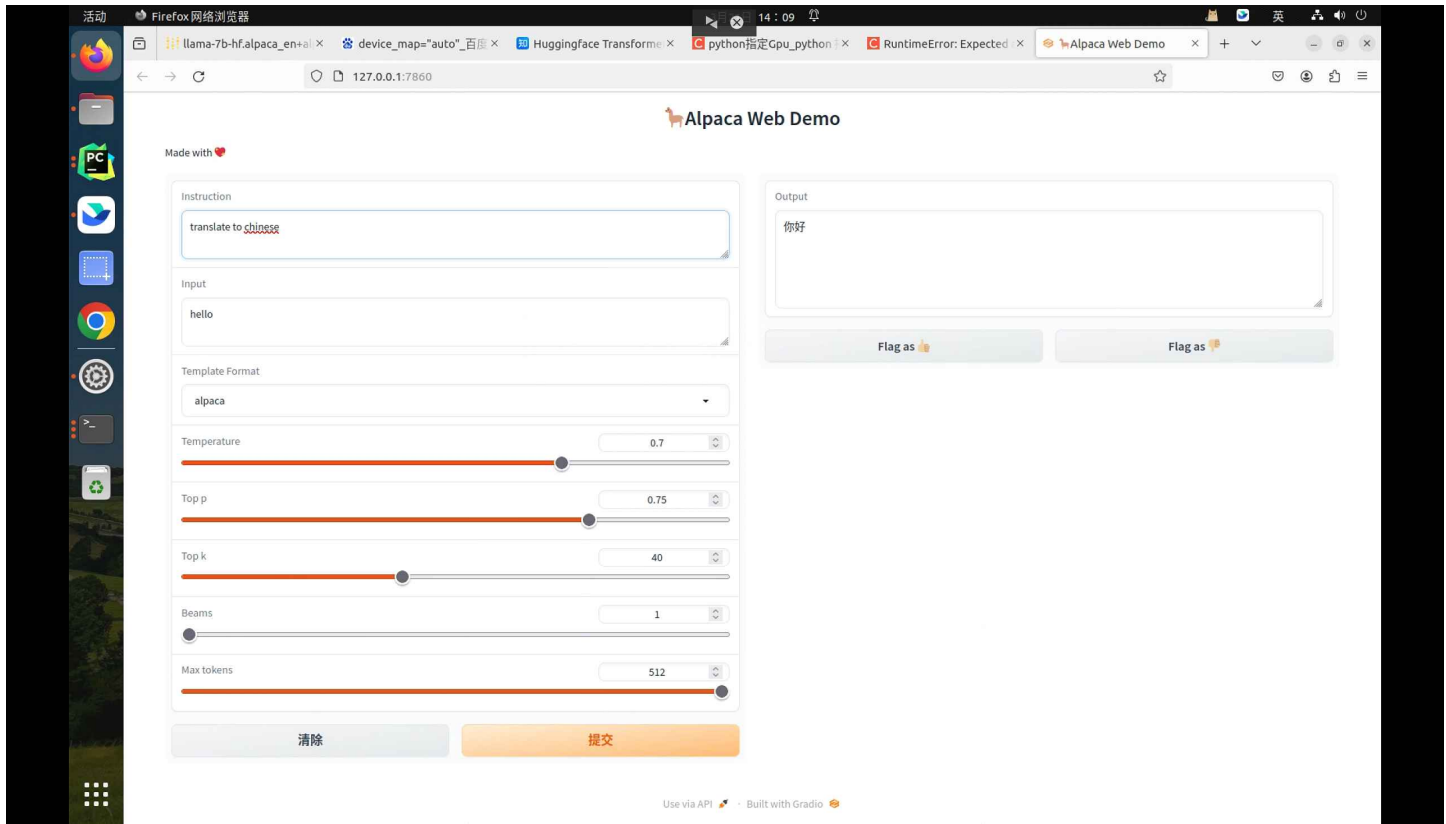 活动 Firefox 网络浏览器 14:09 英
llama-7b-hf.alpaca_en+al device_map="auto"_百度 Huggingface Transforme python指定Gpu_python RuntimeError: Expected Alpaca Web Demo
127.0.0.1:7860
Alpaca Web Demo
Made with
Instruction
translate to chinese
Input
hello
Template Format
alpaca
Temperature 0.7
Top p 0.75
Top k 40
Beams 1
Max tokens 512
清除 提交
Output
你好
Flag as Flag as
Use via API · Built with Gradio